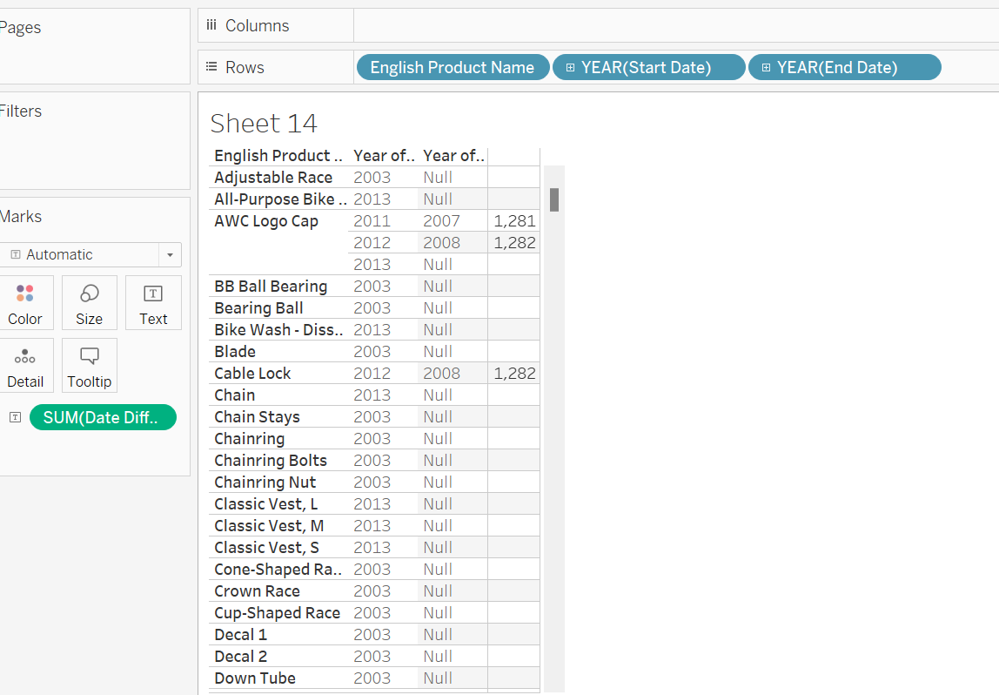 Pages
Columns
Rows English Product Name YEAR(Start Date) YEAR(End Date)
Filters
Sheet 14
Marks
Automatic
Color Size Text
Detail Tooltip
SUM(Date Diff..
English Product .. Year of.. Year of..
Adjustable Race 2003 Null
All-Purpose Bike .. 2013 Null
AWC Logo Cap 2011 2007 1,281
2012 2008 1,282
2013 Null
BB Ball Bearing 2003 Null
Bearing Ball 2003 Null
Bike Wash - Diss.. 2013 Null
Blade 2003 Null
Cable Lock 2012 2008 1,282
Chain 2013 Null
Chain Stays 2003 Null
Chainring 2003 Null
Chainring Bolts 2003 Null
Chainring Nut 2003 Null
Classic Vest, L 2013 Null
Classic Vest, M 2013 Null
Classic Vest, S 2013 Null
Cone-Shaped Ra.. 2003 Null
Crown Race 2003 Null
Cup-Shaped Race 2003 Null
Decal 1 2003 Null
Decal 2 2003 Null
Down Tube 2003 Null